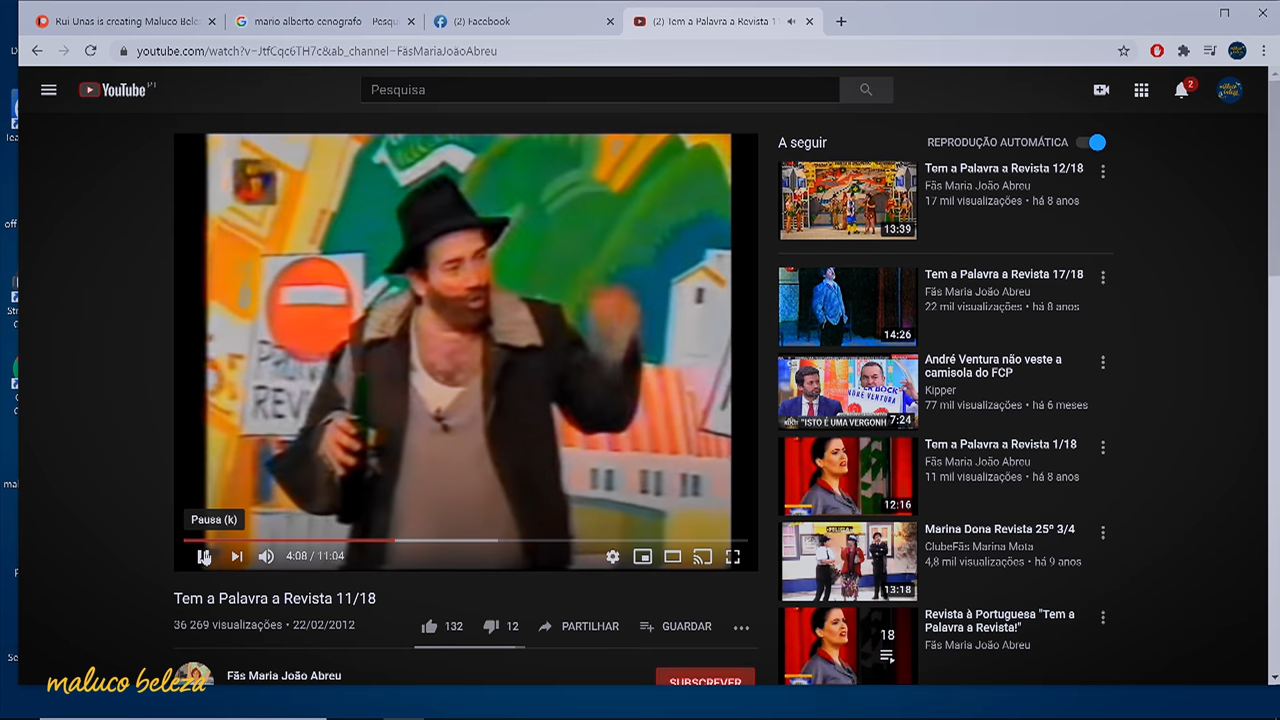 Rui Unas is creating Maluco Belez
mario alberto cenografo - Pesqui
(2) Facebook
(2) Tem a Palavra a Revista 11
youtube.com/watch?v=JtfCqc6TH7c&ab_channel=FãsMariaJoãoAbreu
YouTube PT
Pesquisa
2
A seguir
REPRODUÇÃO AUTOMÁTICA
Tem a Palavra a Revista 12/18
Fãs Maria João Abreu
17 mil visualizações • há 8 anos
13:39
Tem a Palavra a Revista 17/18
Fãs Maria João Abreu
22 mil visualizações • há 8 anos
14:26
André Ventura não veste a
camisola do FCP
Kipper
77 mil visualizações • há 6 meses
"ISTO É UMA VERGONH
7:24
Tem a Palavra a Revista 1/18
Fãs Maria João Abreu
11 mil visualizações • há 8 anos
12:16
Marina Dona Revista 25º 3/4
ClubeFãs Marina Mota
4,8 mil visualizações • há 9 anos
13:18
Revista à Portuguesa "Tem a
Palavra a Revista!"
Fãs Maria João Abreu
18
REV
Pausa (k)
4:08 / 11:04
Tem a Palavra a Revista 11/18
36 269 visualizações • 22/02/2012
132
12
PARTILHAR
GUARDAR
Fãs Maria João Abreu
SUBSCREVER
maluco beleza